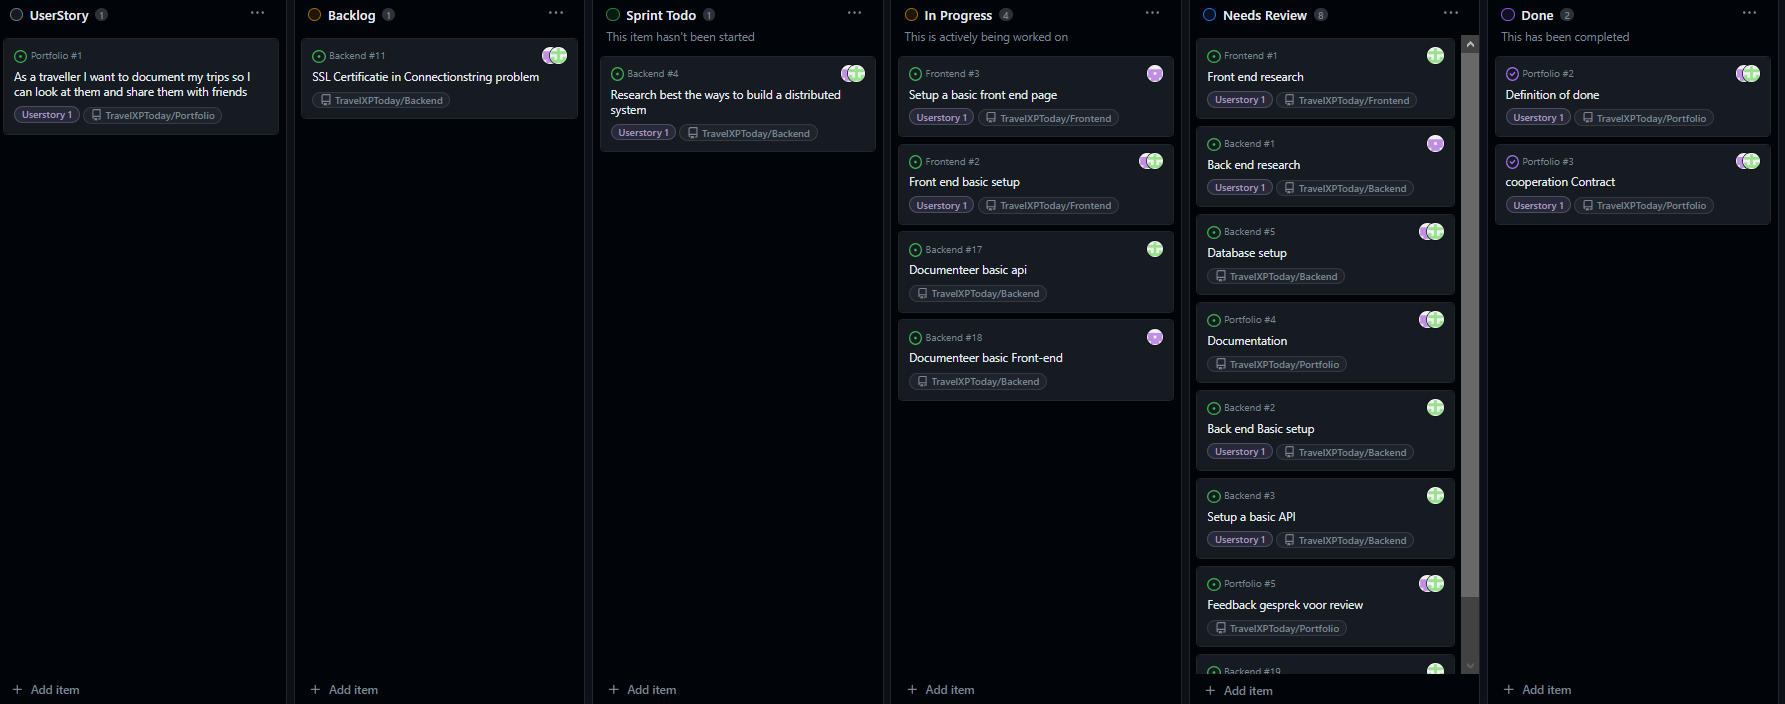 UserStory 1
Portfolio #1
As a traveller I want to document my trips so I
can look at them and share them with friends
Userstory 1 TravelXPToday/Portfolio
Add item
Backlog 1
Backend #11
SSL Certificatie in Connectionstring problem
TravelXPToday/Backend
Add item
Sprint Todo 1
This item hasn't been started
Backend #4
Research best the ways to build a distributed
system
Userstory 1 TravelXPToday/Backend
Add item
In Progress 4
This is actively being worked on
Frontend #3
Setup a basic front end page
Userstory 1 TravelXPToday/Frontend
Frontend #2
Front end basic setup
Userstory 1 TravelXPToday/Frontend
Backend #17
Documenteer basic api
TravelXPToday/Backend
Backend #18
Documenteer basic Front-end
TravelXPToday/Backend
Add item
Needs Review 8
Frontend #1
Front end research
Userstory 1 TravelXPToday/Frontend
Backend #1
Back end research
Userstory 1 TravelXPToday/Backend
Backend #5
Database setup
TravelXPToday/Backend
Portfolio #4
Documentation
TravelXPToday/Portfolio
Backend #2
Back end Basic setup
Userstory 1 TravelXPToday/Backend
Backend #3
Setup a basic API
Userstory 1 TravelXPToday/Backend
Portfolio #5
Feedback gesprek voor review
TravelXPToday/Portfolio
Backend #19
Add item
Done 2
This has been completed
Portfolio #2
Definition of done
Userstory 1 TravelXPToday/Portfolio
Portfolio #3
cooperation Contract
Userstory 1 TravelXPToday/Portfolio
Add item